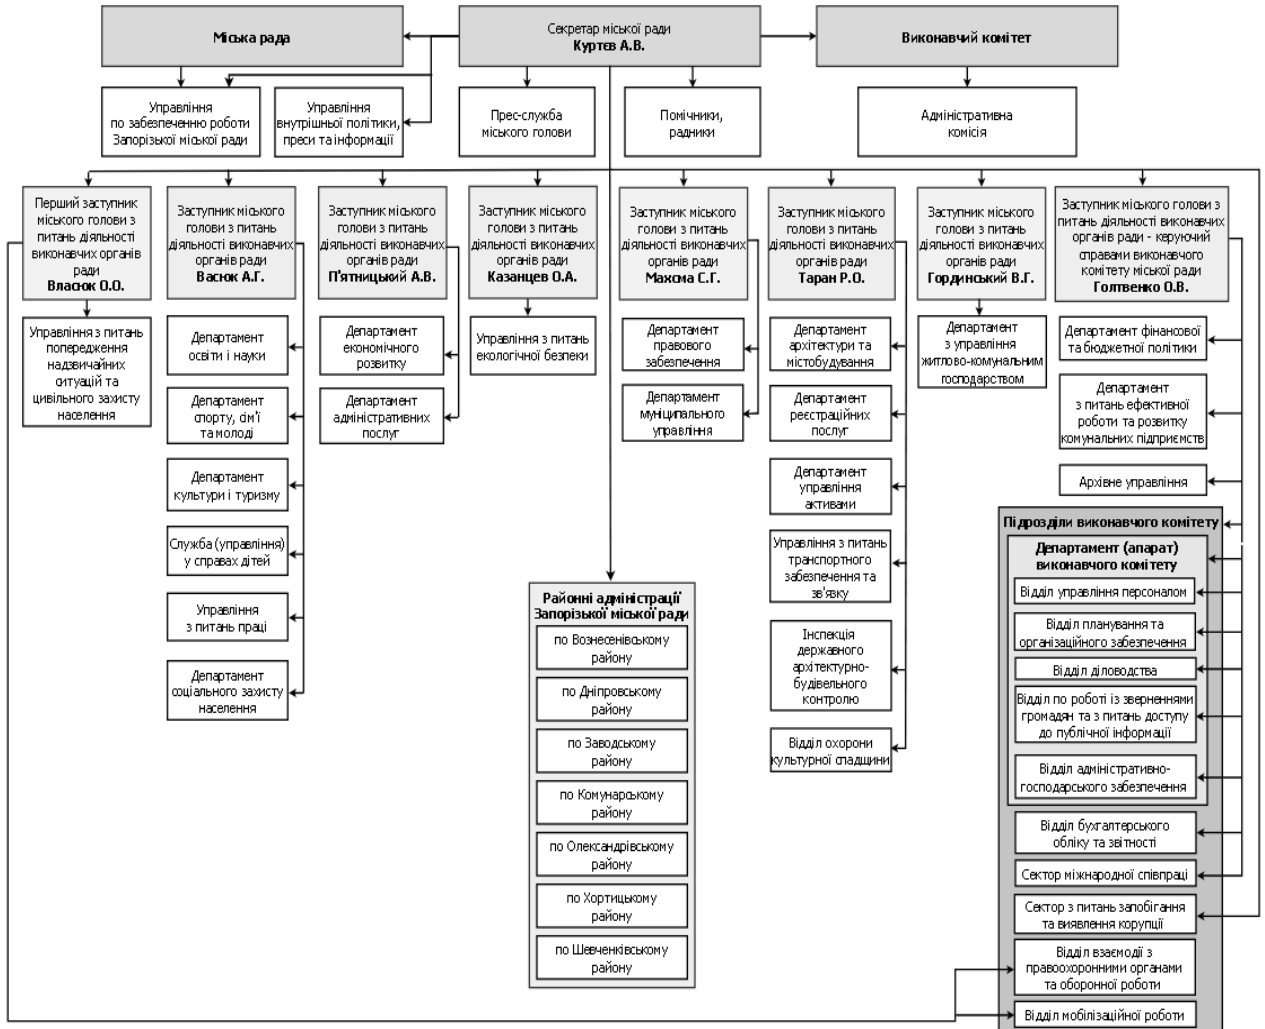 Міська рада
Секретар міської ради
Куртєв А.В.
Виконавчий комітет
Управління
по забезпеченню роботи
Запорізької міської ради
Управління
внутрішньої політики,
преси та інформації
Прес-служба
міського голови
Помічники,
радники
Адміністративна
комісія
Перший заступник
міського голови з
питань діяльності
виконавчих органів
ради
Власюк О.О.
Заступник міського
голови з питань
діяльності виконавчих
органів ради
Васюк А.Г.
Заступник міського
голови з питань
діяльності виконавчих
органів ради
П'ятницький А.В.
Заступник міського
голови з питань
діяльності виконавчих
органів ради
Казанцев О.А.
Заступник міського
голови з питань
діяльності виконавчих
органів ради
Махсма С.Г.
Заступник міського
голови з питань
діяльності виконавчих
органів ради
Таран Р.О.
Заступник міського
голови з питань
діяльності виконавчих
органів ради
Гординський В.Г.
Заступник міського голови з
питань діяльності виконавчих
органів ради - керуючий
справами виконавчого
комітету міської ради
Голтвенко О.В.
Управління з питань
попередження
надзвичайних
ситуацій та
цивільного захисту
населення
Департамент
освіти і науки
Департамент
спорту, сім'ї
та молоді
Департамент
культури і туризму
Служба (управління)
у справах дітей
Управління
з питань праці
Департамент
соціального захисту
населення
Департамент
економічного
розвитку
Департамент
адміністративних
послуг
Управління з питань
екологічної безпеки
Департамент
правового
забезпечення
Департамент
муніципального
управління
Департамент
архітектури та
містобудування
Департамент
реєстраційних
послуг
Департамент
управління
активами
Управління з питань
транспортного
забезпечення та
зв'язку
Інспекція
державного
архітектурно-
будівельного
контролю
Відділ охорони
культурної спадщини
Департамент
з управління
житлово-комунальним
господарством
Департамент фінансової
та бюджетної політики
Департамент
з питань ефективної
роботи та розвитку
комунальних підприємств
Архівне управління
Підрозділи виконавчого комітету
Департамент (апарат)
виконавчого комітету
Відділ управління персоналом
Відділ планування та
організаційного забезпечення
Відділ діловодства
Відділ по роботі із зверненнями
громадян та з питань доступу
до публічної інформації
Відділ адміністративно-
господарського забезпечення
Відділ бухгалтерського
обліку та звітності
Сектор міжнародної співпраці
Сектор з питань запобігання
та виявлення корупції
Відділ взаємодії з
правоохоронними органами
та оборонної роботи
Відділ мобілізаційної роботи
Районні адміністрації
Запорізької міської ради
по Вознесенівському
району
по Дніпровському
району
по Заводському
району
по Комунарському
району
по Олександрівському
району
по Хортицькому
району
по Шевченківському
району